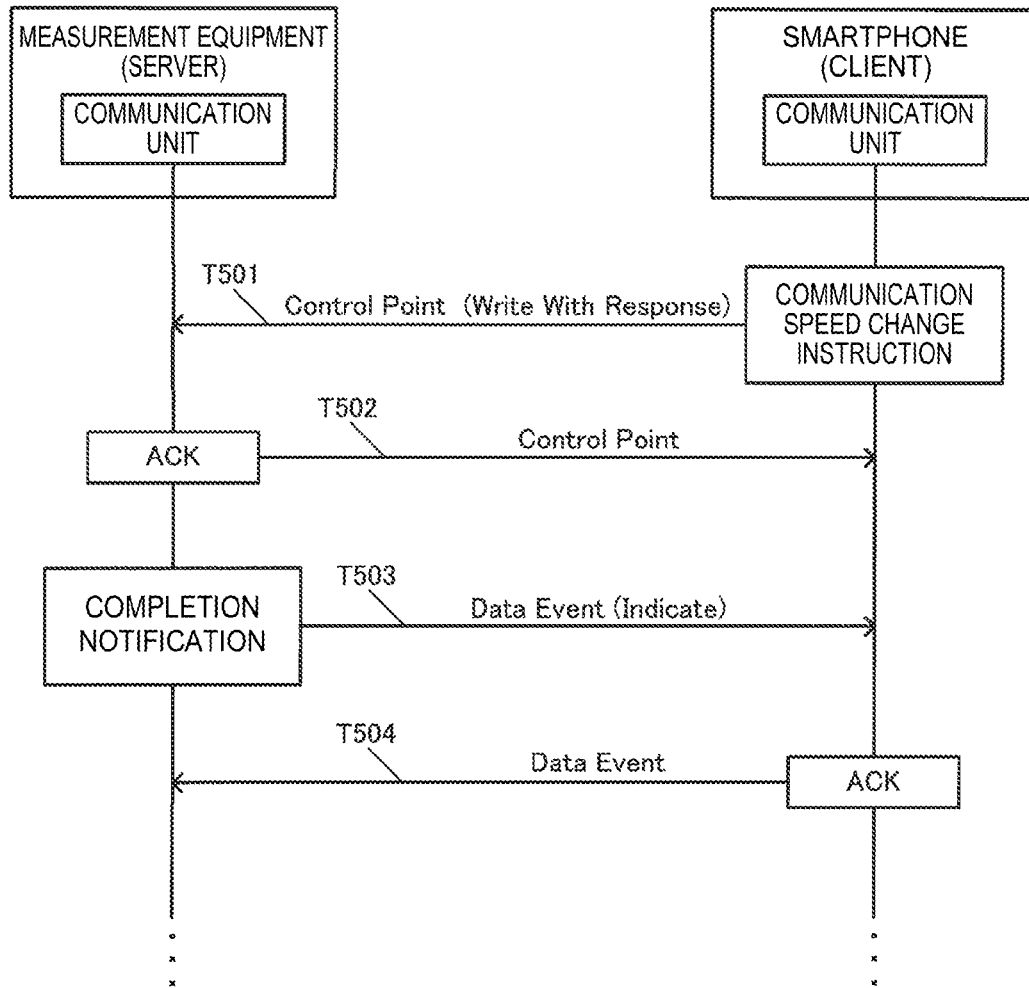 MEASUREMENT EQUIPMENT
(SERVER)
COMMUNICATION
UNIT
SMARTPHONE
(CLIENT)
COMMUNICATION
UNIT
T501
Control Point (Write With Response)
COMMUNICATION
SPEED CHANGE
INSTRUCTION
T502
ACK
Control Point
T503
COMPLETION
NOTIFICATION
Data Event (Indicate)
T504
Data Event
ACK